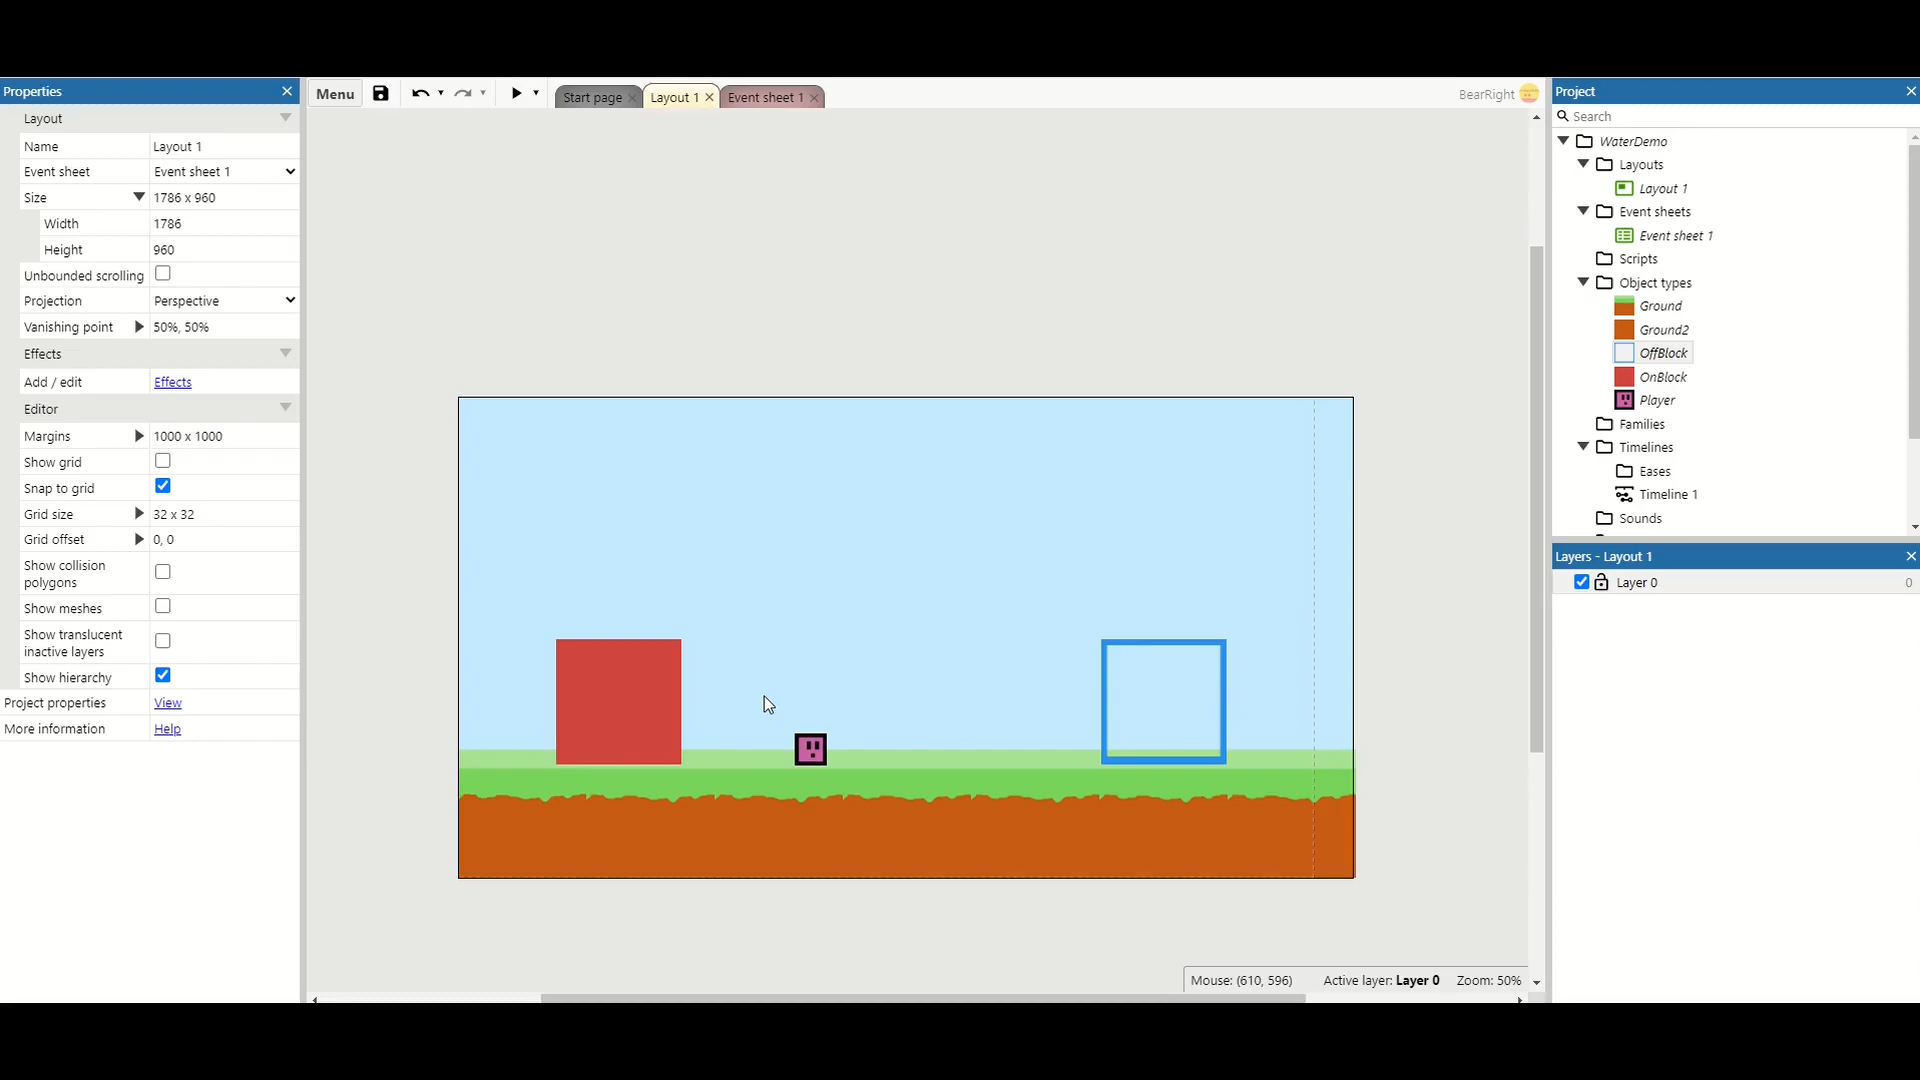 Properties
Layout
Name Layout 1
Event sheet Event sheet 1
Size 1786 x 960
Width 1786
Height 960
Unbounded scrolling
Projection Perspective
Vanishing point 50%, 50%
Effects
Add / edit Effects
Editor
Margins 1000 x 1000
Show grid
Snap to grid
Grid size 32 x 32
Grid offset 0, 0
Show collision
polygons
Show meshes
Show translucent
inactive layers
Show hierarchy
Project properties View
More information Help
Menu
Start page
Layout 1
Event sheet 1
BearRight
Mouse: (610, 596) Active layer: Layer 0 Zoom: 50%
Project
Search
WaterDemo
Layouts
Layout 1
Event sheets
Event sheet 1
Scripts
Object types
Ground
Ground2
OffBlock
OnBlock
Player
Families
Timelines
Eases
Timeline 1
Sounds
Layers - Layout 1
Layer 0 0